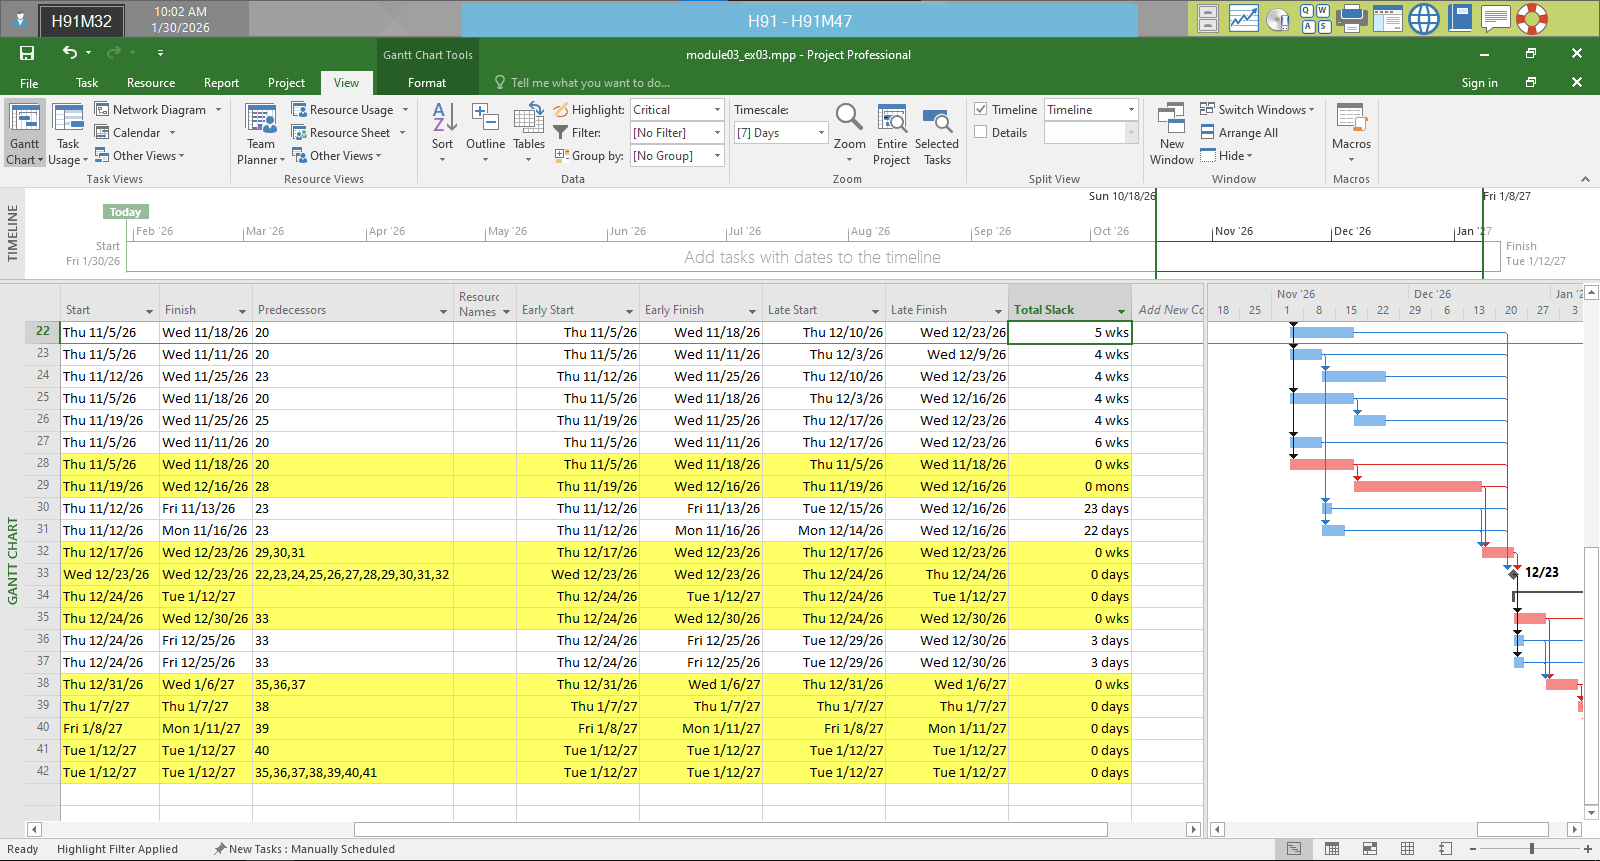 H91M32
10:02 AM
1/30/2026
H91 - H91M47
Q W
A S
Gantt Chart Tools
module03_ex03.mpp - Project Professional
File
Task
Resource
Report
Project
View
Format
Tell me what you want to do...
Sign in
Gantt
Chart
Task
Usage
Network Diagram
Calendar
Other Views
Task Views
Team
Planner
Resource Usage
Resource Sheet
Other Views
Resource Views
A
Z
Sort
Outline
Tables
Highlight:
Critical
Filter:
[No Filter]
Group by:
[No Group]
Data
Timescale:
[7] Days
Zoom
Entire
Project
Selected
Tasks
Zoom
Timeline
Timeline
Details
Split View
New
Window
Switch Windows
Arrange All
Hide
Window
Macros
Macros
TIMELINE
Sun 10/18/26
Fri 1/8/27
Today
Feb '26
Mar '26
Apr '26
May '26
Jun '26
Jul '26
Aug '26
Sep '26
Oct '26
Nov '26
Dec '26
Jan '27
Start
Fri 1/30/26
Add tasks with dates to the timeline
Finish
Tue 1/12/27
GANTT CHART
Start Finish Predecessors Resourc Names Early Start Early Finish Late Start Late Finish Total Slack Add New Co
Nov '26 Dec '26 Jan '2
18 25 1 8 15 22 29 6 13 20 27 3
22 Thu 11/5/26 Wed 11/18/26 20 Thu 11/5/26 Wed 11/18/26 Thu 12/10/26 Wed 12/23/26 5 wks
23 Thu 11/5/26 Wed 11/11/26 20 Thu 11/5/26 Wed 11/11/26 Thu 12/3/26 Wed 12/9/26 4 wks
24 Thu 11/12/26 Wed 11/25/26 23 Thu 11/12/26 Wed 11/25/26 Thu 12/10/26 Wed 12/23/26 4 wks
25 Thu 11/5/26 Wed 11/18/26 20 Thu 11/5/26 Wed 11/18/26 Thu 12/3/26 Wed 12/16/26 4 wks
26 Thu 11/19/26 Wed 11/25/26 25 Thu 11/19/26 Wed 11/25/26 Thu 12/17/26 Wed 12/23/26 4 wks
27 Thu 11/5/26 Wed 11/11/26 20 Thu 11/5/26 Wed 11/11/26 Thu 12/17/26 Wed 12/23/26 6 wks
28 Thu 11/5/26 Wed 11/18/26 20 Thu 11/5/26 Wed 11/18/26 Thu 11/5/26 Wed 11/18/26 0 wks
29 Thu 11/19/26 Wed 12/16/26 28 Thu 11/19/26 Wed 12/16/26 Thu 11/19/26 Wed 12/16/26 0 mons
30 Thu 11/12/26 Fri 11/13/26 23 Thu 11/12/26 Fri 11/13/26 Tue 12/15/26 Wed 12/16/26 23 days
31 Thu 11/12/26 Mon 11/16/26 23 Thu 11/12/26 Mon 11/16/26 Mon 12/14/26 Wed 12/16/26 22 days
32 Thu 12/17/26 Wed 12/23/26 29,30,31 Thu 12/17/26 Wed 12/23/26 Thu 12/17/26 Wed 12/23/26 0 wks
33 Wed 12/23/26 Wed 12/23/26 22,23,24,25,26,27,28,29,30,31,32 Wed 12/23/26 Wed 12/23/26 Thu 12/24/26 Thu 12/24/26 0 days
12/23
34 Thu 12/24/26 Tue 1/12/27 Thu 12/24/26 Tue 1/12/27 Thu 12/24/26 Tue 1/12/27 0 days
35 Thu 12/24/26 Wed 12/30/26 33 Thu 12/24/26 Wed 12/30/26 Thu 12/24/26 Wed 12/30/26 0 wks
36 Thu 12/24/26 Fri 12/25/26 33 Thu 12/24/26 Fri 12/25/26 Tue 12/29/26 Wed 12/30/26 3 days
37 Thu 12/24/26 Fri 12/25/26 33 Thu 12/24/26 Fri 12/25/26 Tue 12/29/26 Wed 12/30/26 3 days
38 Thu 12/31/26 Wed 1/6/27 35,36,37 Thu 12/31/26 Wed 1/6/27 Thu 12/31/26 Wed 1/6/27 0 wks
39 Thu 1/7/27 Thu 1/7/27 38 Thu 1/7/27 Thu 1/7/27 Thu 1/7/27 Thu 1/7/27 0 days
40 Fri 1/8/27 Mon 1/11/27 39 Fri 1/8/27 Mon 1/11/27 Fri 1/8/27 Mon 1/11/27 0 days
41 Tue 1/12/27 Tue 1/12/27 40 Tue 1/12/27 Tue 1/12/27 Tue 1/12/27 Tue 1/12/27 0 days
42 Tue 1/12/27 Tue 1/12/27 35,36,37,38,39,40,41 Tue 1/12/27 Tue 1/12/27 Tue 1/12/27 Tue 1/12/27 0 days
Ready
Highlight Filter Applied
New Tasks : Manually Scheduled